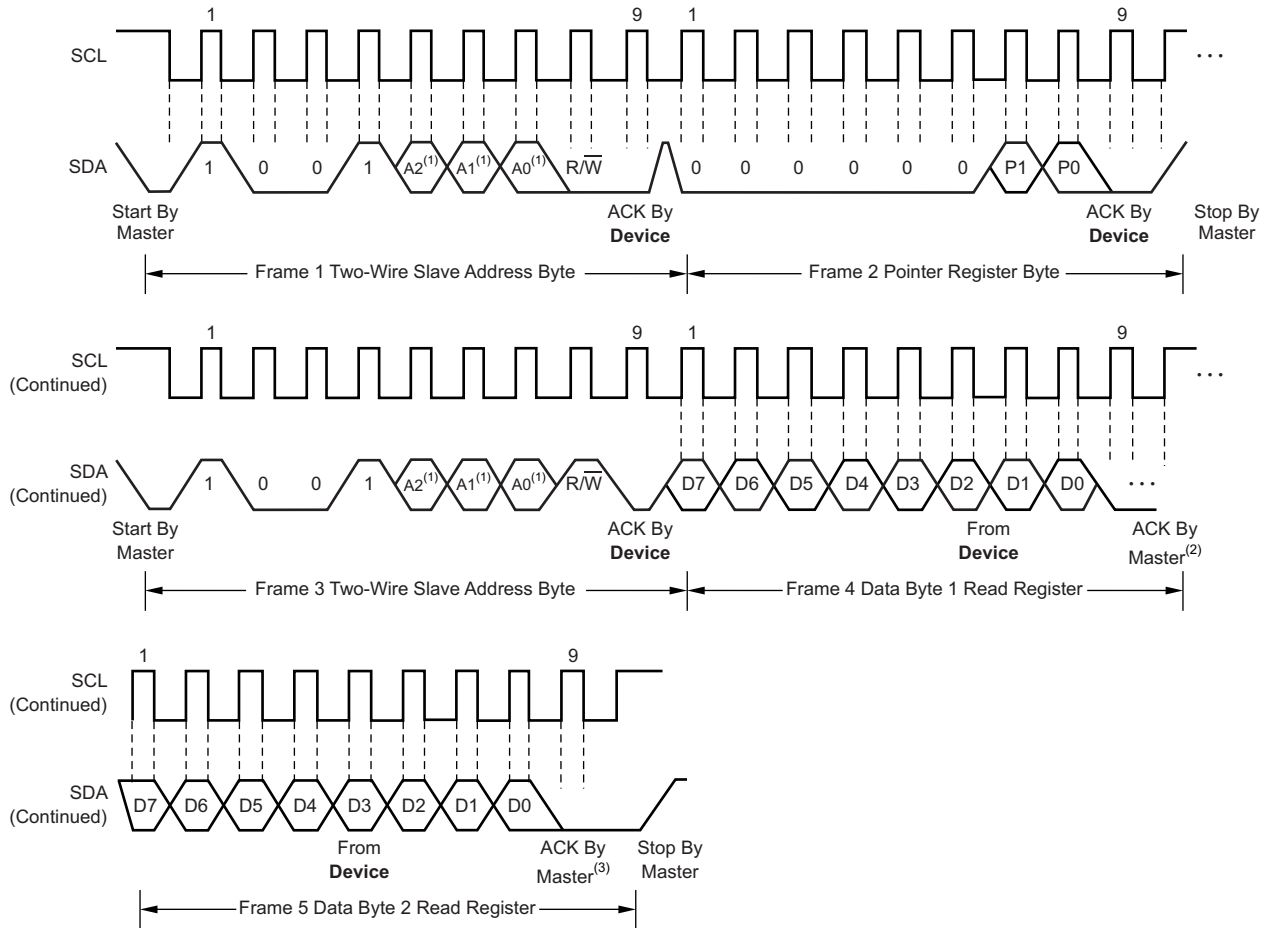 1 9 1 9
SCL ...
SDA 1 0 0 1 A2(1) A1(1) A0(1) R/W 0 0 0 0 0 0 P1 P0
Start By Master ACK By Device ACK By Device Stop By Master
Frame 1 Two-Wire Slave Address Byte Frame 2 Pointer Register Byte
1 9 1 9
SCL (Continued) ...
SDA (Continued) 1 0 0 1 A2(1) A1(1) A0(1) R/W D7 D6 D5 D4 D3 D2 D1 D0 ...
Start By Master ACK By Device From Device ACK By Master(2)
Frame 3 Two-Wire Slave Address Byte Frame 4 Data Byte 1 Read Register
1 9
SCL (Continued)
SDA (Continued) D7 D6 D5 D4 D3 D2 D1 D0
From Device ACK By Master(3) Stop By Master
Frame 5 Data Byte 2 Read Register